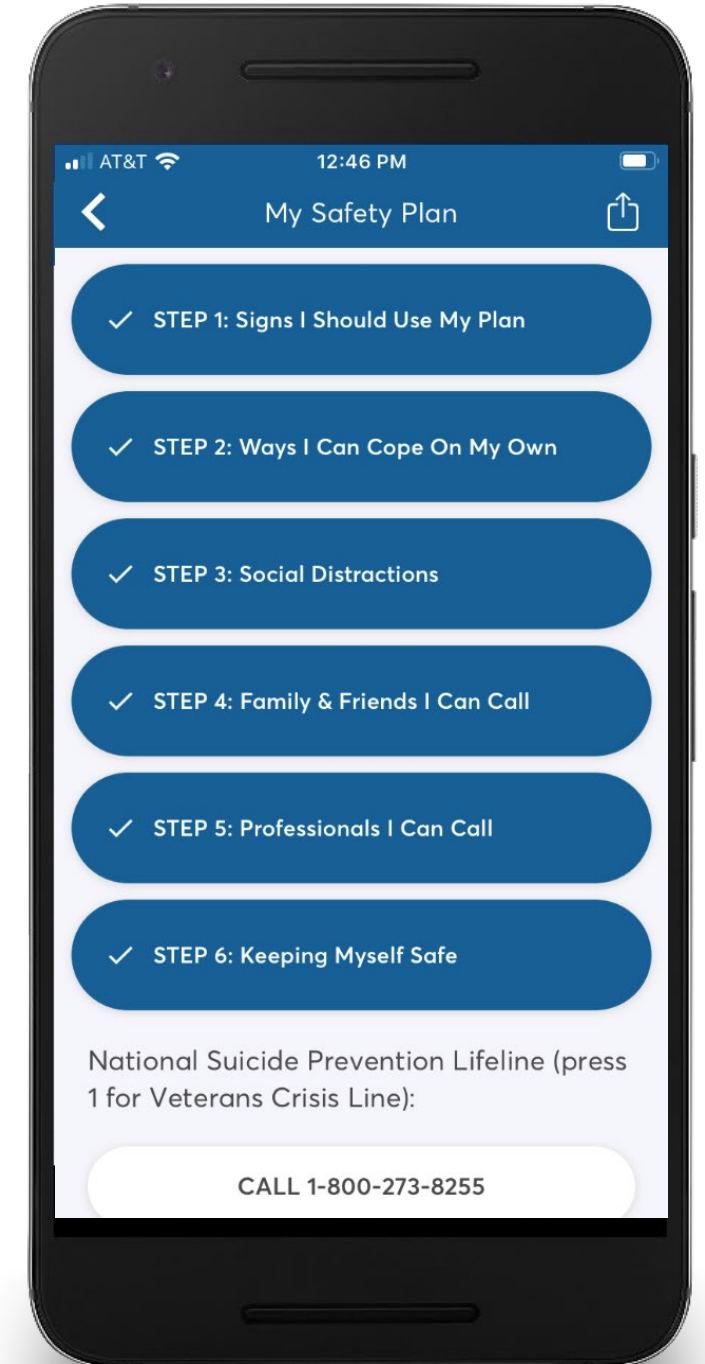 AT&T 12:46 PM
My Safety Plan
STEP 1: Signs I Should Use My Plan
STEP 2: Ways I Can Cope On My Own
STEP 3: Social Distractions
STEP 4: Family & Friends I Can Call
STEP 5: Professionals I Can Call
STEP 6: Keeping Myself Safe
National Suicide Prevention Lifeline (press
1 for Veterans Crisis Line):
CALL 1-800-273-8255